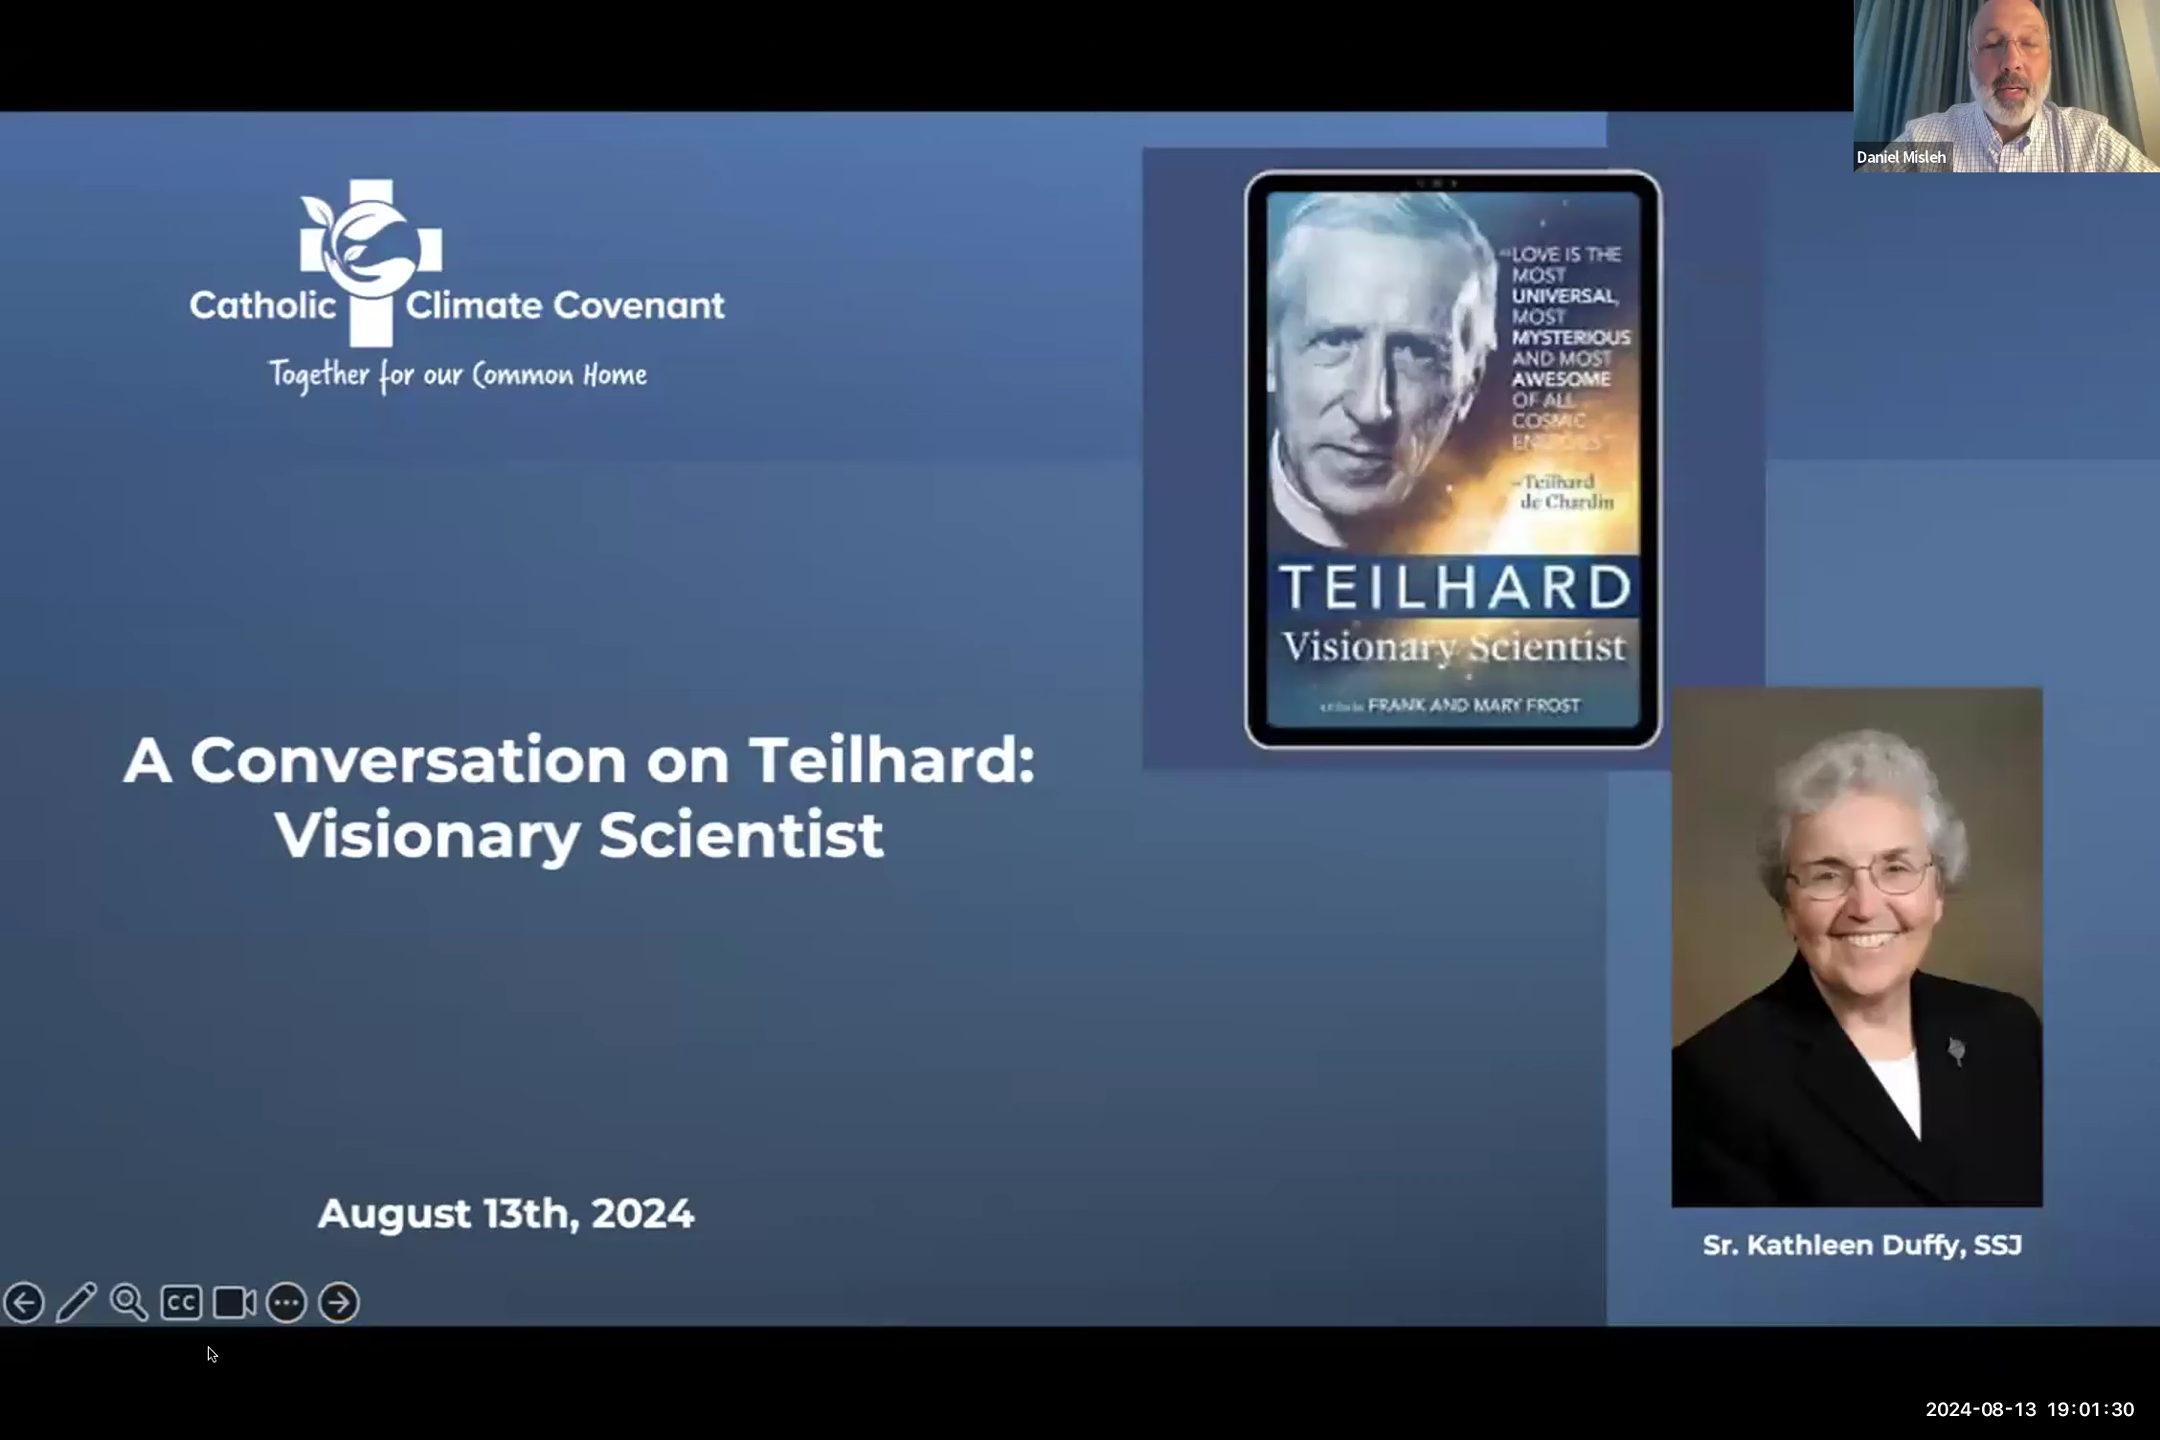 Daniel Misleh
Catholic Climate Covenant
Together for our Common Home
"LOVE IS THE
MOST
UNIVERSAL,
MOST
MYSTERIOUS
AND MOST
AWESOME
OF ALL
COSMIC
–Teilhard
de Chardin
TEILHARD
Visionary Scientist
FRANK AND MARY FROST
A Conversation on Teilhard:
Visionary Scientist
August 13th, 2024
Sr. Kathleen Duffy, SSJ
CC
2024-08-13 19:01:30